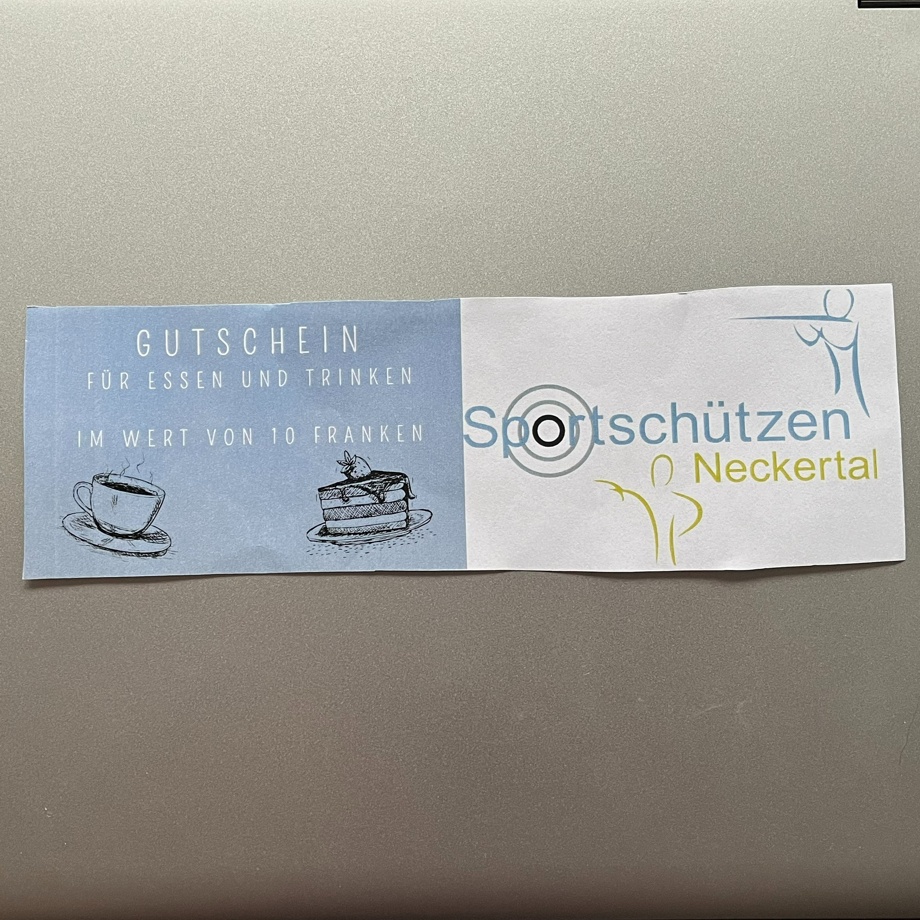 GUTSCHEIN
FÜR ESSEN UND TRINKEN
IM WERT VON 10 FRANKEN
Sportschützen
Neckertal